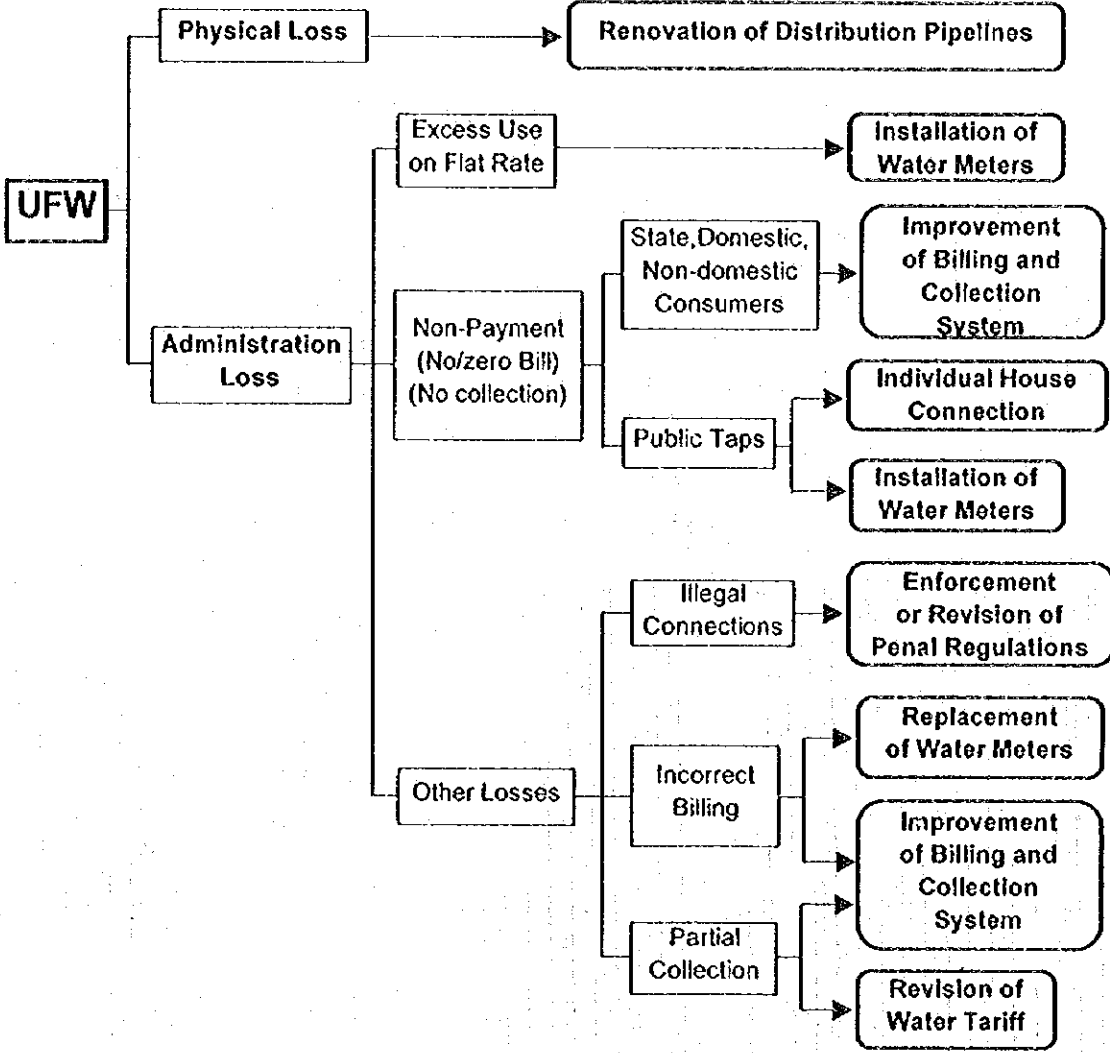 Physical Loss
Renovation of Distribution Pipelines
Excess Use
on Flat Rate
Installation of
Water Meters
UFW
State,Domestic,
Non-domestic
Consumers
Improvement
of Billing and
Collection
System
Administration
Loss
Non-Payment
(No/zero Bill)
(No collection)
Individual House
Connection
Public Taps
Installation of
Water Meters
Illegal
Connections
Enforcement
or Revision of
Penal Regulations
Replacement
of Water Meters
Other Losses
Incorrect
Billing
Improvement
of Billing and
Collection
System
Partial
Collection
Revision of
Water Tariff